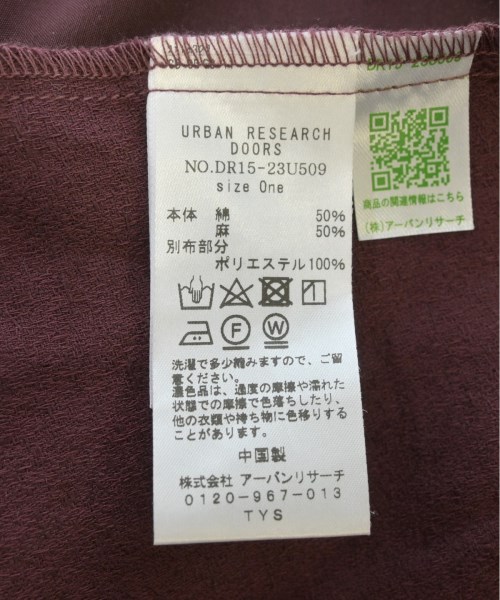 URBAN RESEARCH
DOORS
NO.DR15-23U509
size One
本体 綿 50%
麻 50%
別布部分
ポリエステル100%
F
W
洗濯で多少縮みますので、ご留
意ください。
濃色品は、過度の摩擦や濡れた
状態での摩擦で色落ちしたり、
他の衣類や持ち物に色移りする
ことがあります。
中国製
株式会社 アーバンリサーチ
0120-967-013
TYS
商品の関連情報はこちら
(株)アーバンリサーチ